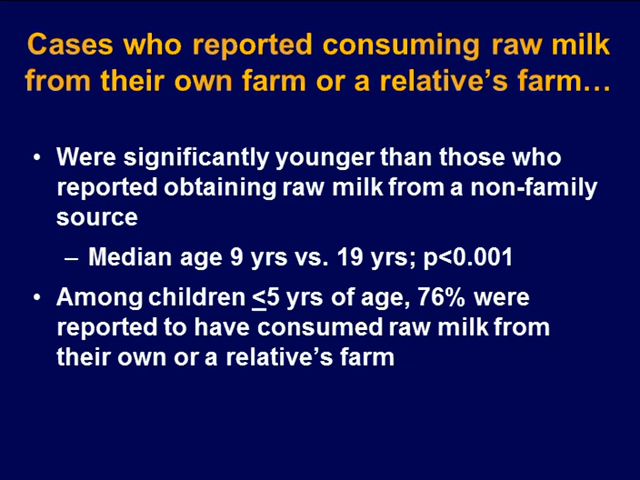 Cases who reported consuming raw milk
from their own farm or a relative's farm…
• Were significantly younger than those who
reported obtaining raw milk from a non-family
source
– Median age 9 yrs vs. 19 yrs; p<0.001
• Among children ≤5 yrs of age, 76% were
reported to have consumed raw milk from
their own or a relative's farm